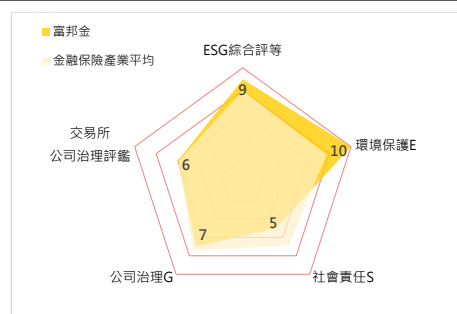 富邦金
金融保險產業平均
ESG綜合評等
9
環境保護E
10
交易所
公司治理評鑑
6
5
7
公司治理G
社會責任S